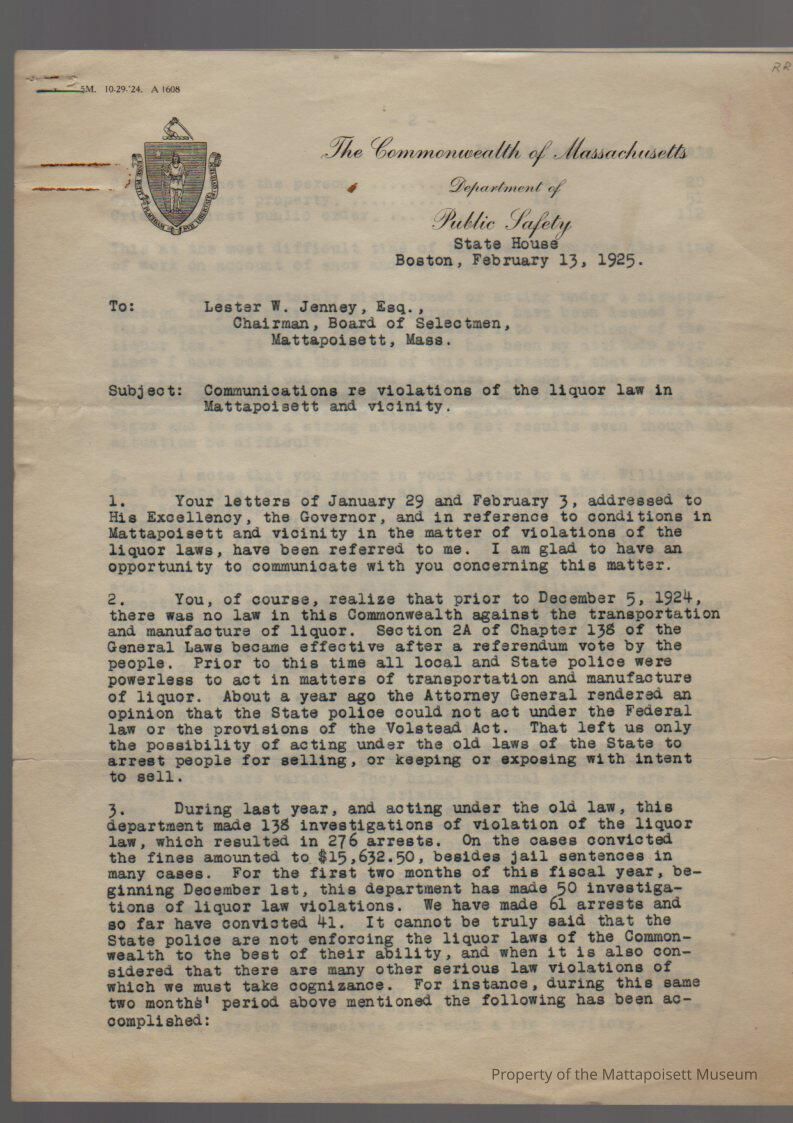 RR
5M. 10-29-'24. A 1608
The Commonwealth of Massachusetts
Department of
Public Safety
State House
Boston, February 13, 1925.
To: Lester W. Jenney, Esq.,
Chairman, Board of Selectmen,
Mattapoisett, Mass.
Subject: Communications re violations of the liquor law in
Mattapoisett and vicinity.
1. Your letters of January 29 and February 3, addressed to
His Excellency, the Governor, and in reference to conditions in
Mattapoisett and vicinity in the matter of violations of the
liquor laws, have been referred to me. I am glad to have an
opportunity to communicate with you concerning this matter.
2. You, of course, realize that prior to December 5, 1924,
there was no law in this Commonwealth against the transportation
and manufacture of liquor. Section 2A of Chapter 138 of the
General Laws became effective after a referendum vote by the
people. Prior to this time all local and State police were
powerless to act in matters of transportation and manufacture
of liquor. About a year ago the Attorney General rendered an
opinion that the State police could not act under the Federal
law or the provisions of the Volstead Act. That left us only
the possibility of acting under the old laws of the State to
arrest people for selling, or keeping or exposing with intent
to sell.
3. During last year, and acting under the old law, this
department made 138 investigations of violation of the liquor
law, which resulted in 276 arrests. On the cases convicted
the fines amounted to $15,632.50, besides jail sentences in
many cases. For the first two months of this fiscal year, be-
ginning December 1st, this department has made 50 investiga-
tions of liquor law violations. We have made 61 arrests and
so far have convicted 41. It cannot be truly said that the
State police are not enforcing the liquor laws of the Common-
wealth to the best of their ability, and when it is also con-
sidered that there are many other serious law violations of
which we must take cognizance. For instance, during this same
two months' period above mentioned the following has been ac-
complished:
Property of the Mattapoisett Museum